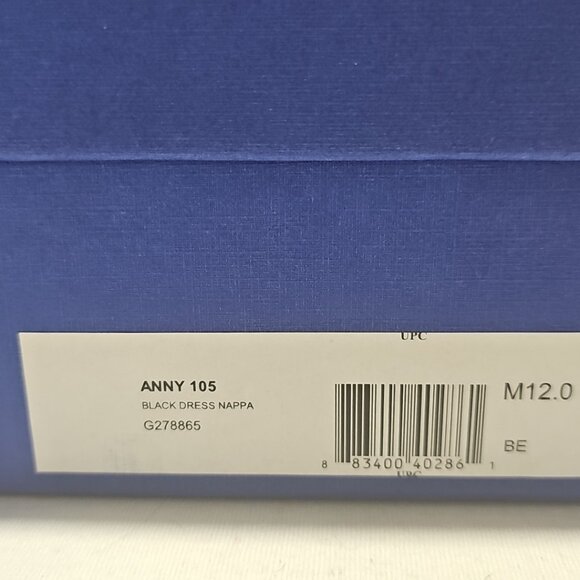 UPC
ANNY 105
BLACK DRESS NAPPA
G278865
M12.0
BE
8 83400 40286 1
UPC